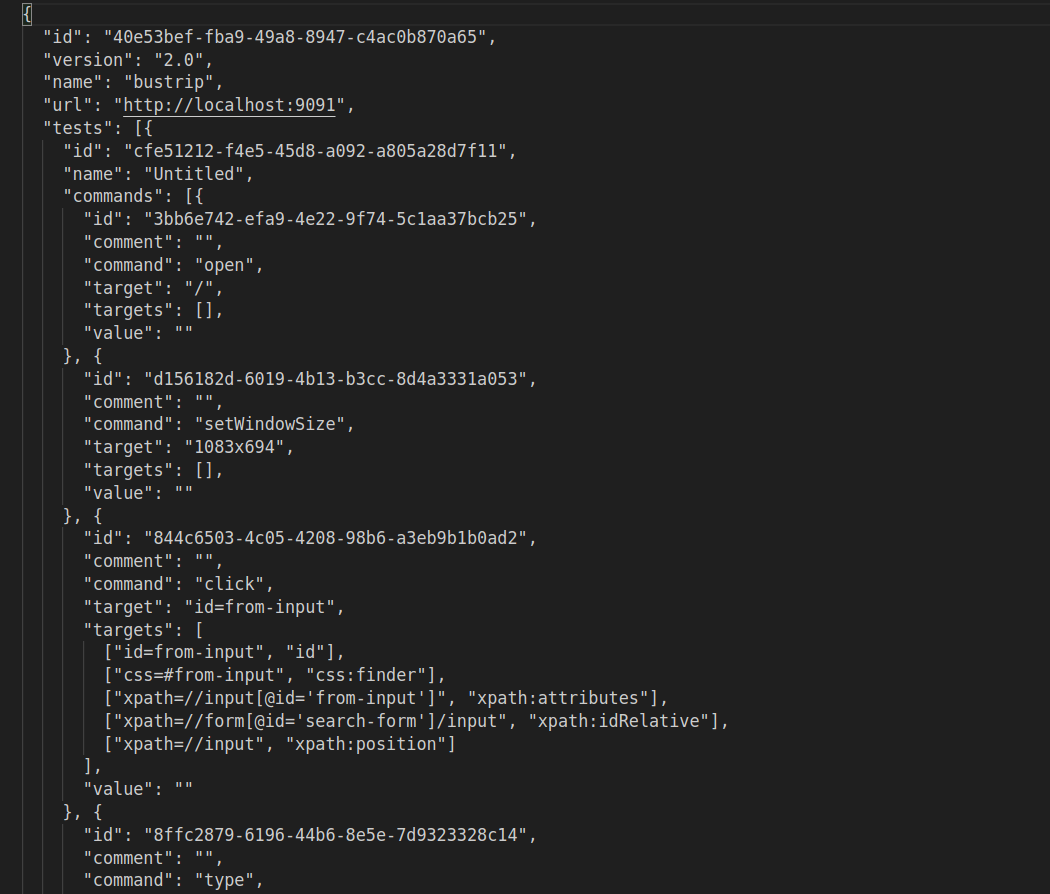 {
  "id": "40e53bef-fba9-49a8-8947-c4ac0b870a65",
  "version": "2.0",
  "name": "bustrip",
  "url": "http://localhost:9091",
  "tests": [{
    "id": "cfe51212-f4e5-45d8-a092-a805a28d7f11",
    "name": "Untitled",
    "commands": [{
      "id": "3bb6e742-efa9-4e22-9f74-5c1aa37bcb25",
      "comment": "",
      "command": "open",
      "target": "/",
      "targets": [],
      "value": ""
    }, {
      "id": "d156182d-6019-4b13-b3cc-8d4a3331a053",
      "comment": "",
      "command": "setWindowSize",
      "target": "1083x694",
      "targets": [],
      "value": ""
    }, {
      "id": "844c6503-4c05-4208-98b6-a3eb9b1b0ad2",
      "comment": "",
      "command": "click",
      "target": "id=from-input",
      "targets": [
        ["id=from-input", "id"],
        ["css=#from-input", "css:finder"],
        ["xpath=//input[@id='from-input']", "xpath:attributes"],
        ["xpath=//form[@id='search-form']/input", "xpath:idRelative"],
        ["xpath=//input", "xpath:position"]
      ],
      "value": ""
    }, {
      "id": "8ffc2879-6196-44b6-8e5e-7d9323328c14",
      "comment": "",
      "command": "type",